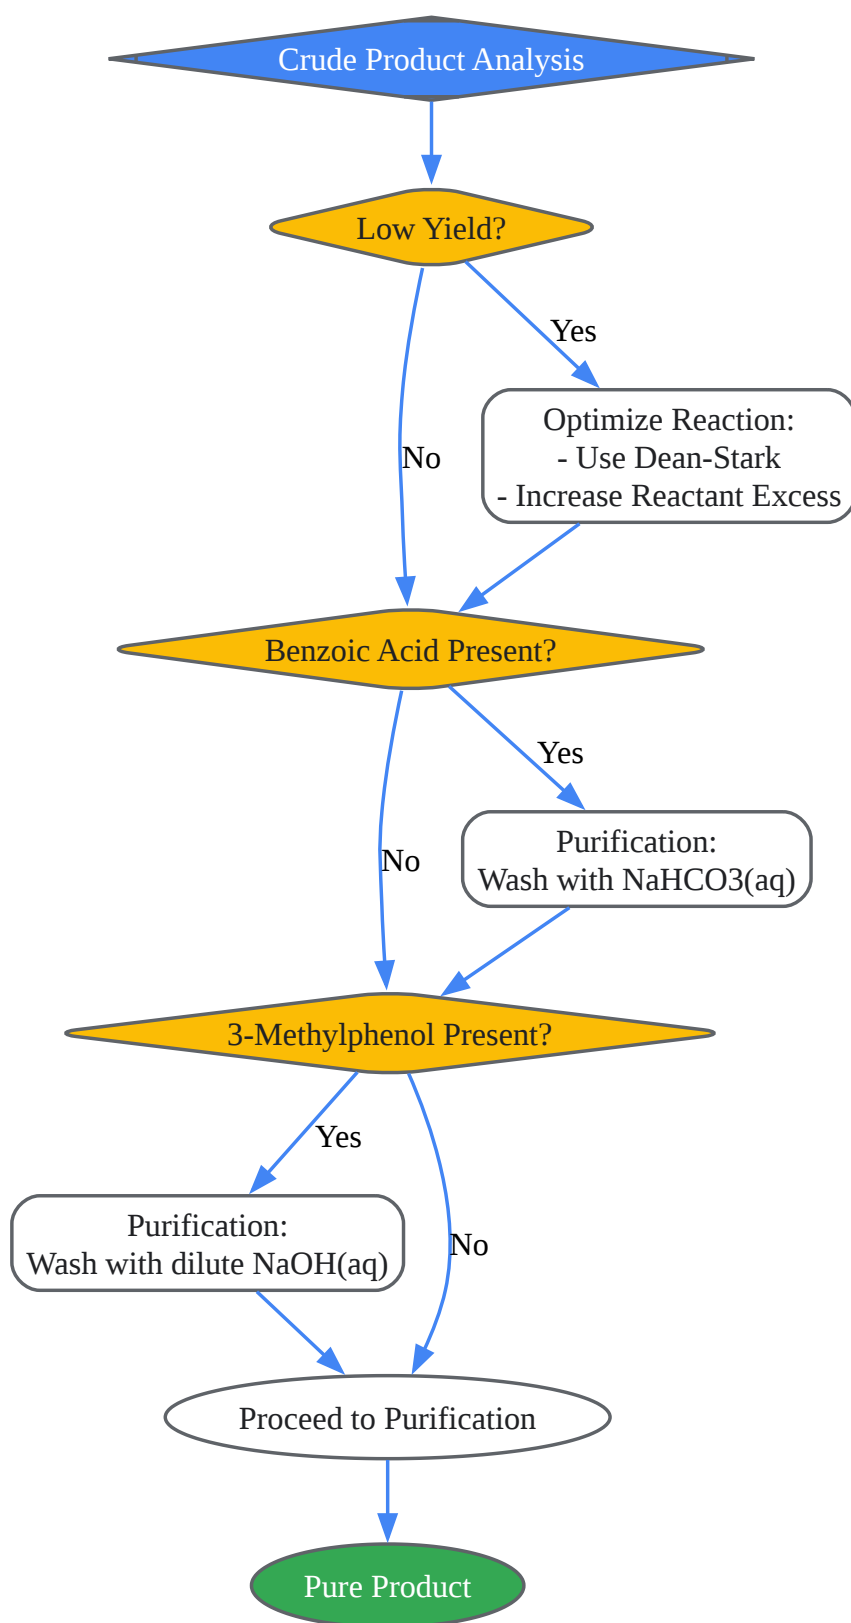 Crude Product Analysis
Low Yield?
Yes
Optimize Reaction:
- Use Dean-Stark
- Increase Reactant Excess
No
Benzoic Acid Present?
Yes
Purification:
Wash with NaHCO3(aq)
No
3-Methylphenol Present?
Yes
Purification:
Wash with dilute NaOH(aq)
No
Proceed to Purification
Pure Product